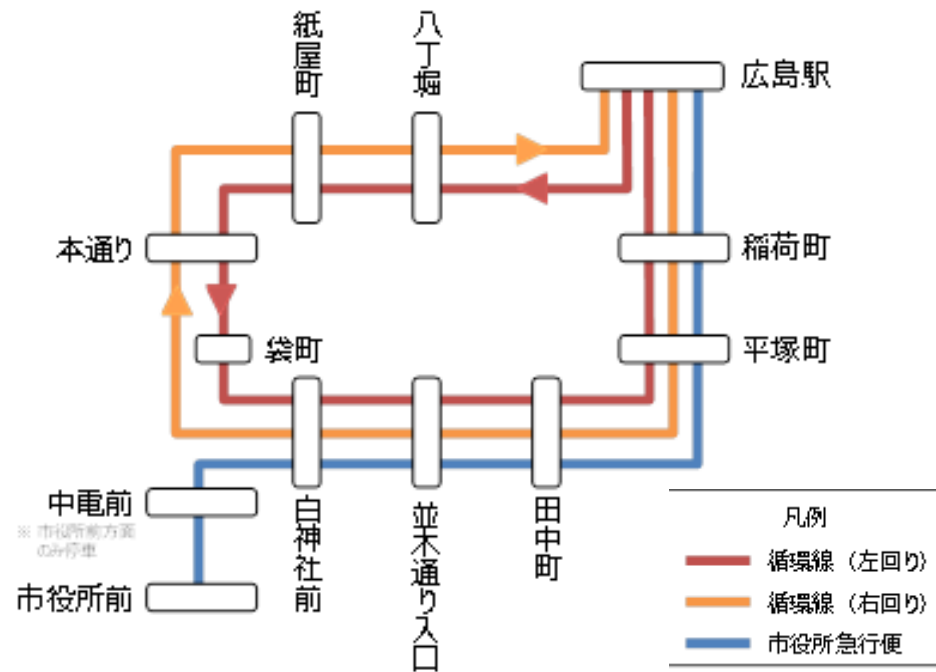 紙屋町
八丁堀
広島駅
本通り
稲荷町
袋町
平塚町
中電前
※ 市役所前方面
のみ停車
市役所前
白神社前
並木通り入口
田中町
凡例
循環線（左回り）
循環線（右回り）
市役所急行便